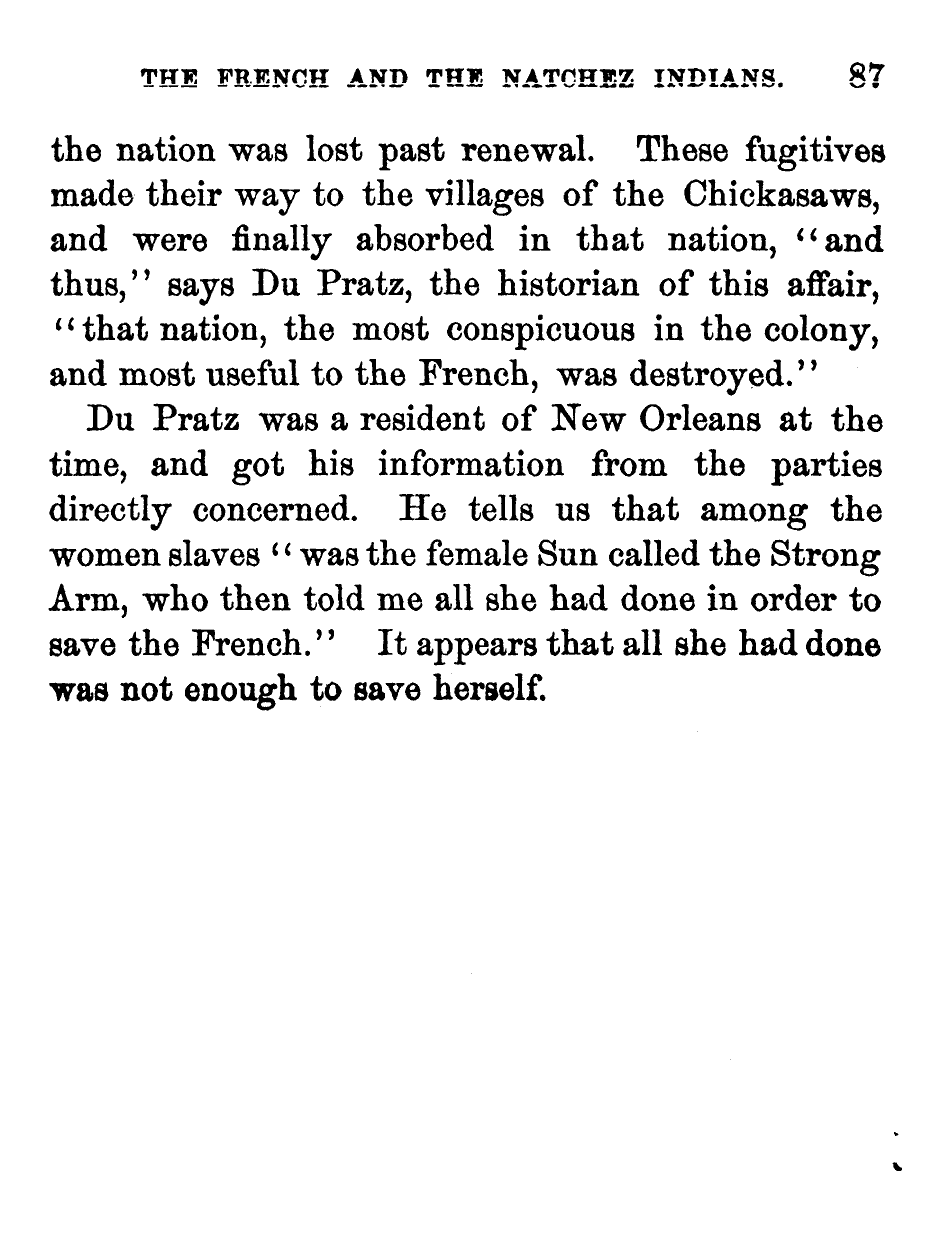 THE FRENCH AND THE NATCHEZ INDIANS. 87
the nation was lost past renewal. These fugitives
made their way to the villages of the Chickasaws,
and were finally absorbed in that nation, "and
thus," says Du Pratz, the historian of this affair,
"that nation, the most conspicuous in the colony,
and most useful to the French, was destroyed."
Du Pratz was a resident of New Orleans at the
time, and got his information from the parties
directly concerned. He tells us that among the
women slaves "was the female Sun called the Strong
Arm, who then told me all she had done in order to
save the French." It appears that all she had done
was not enough to save herself.